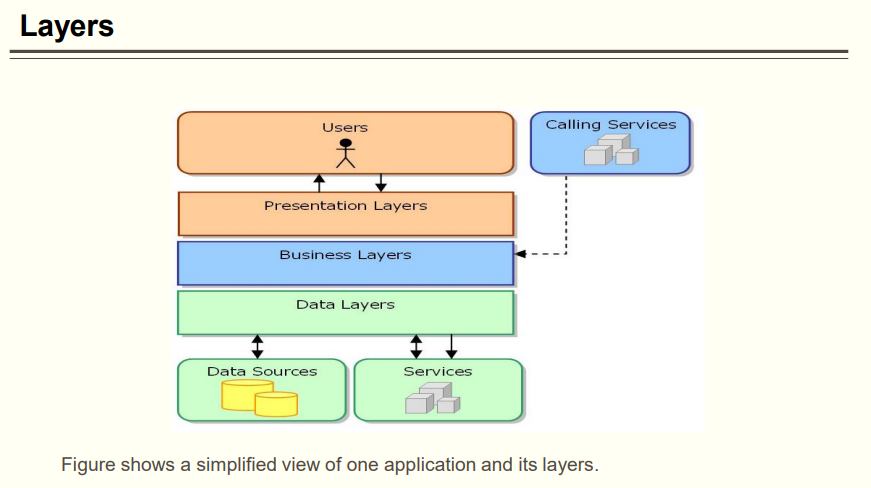 Layers
Users
Calling Services
Presentation Layers
Business Layers
Data Layers
Data Sources
Services
Figure shows a simplified view of one application and its layers.